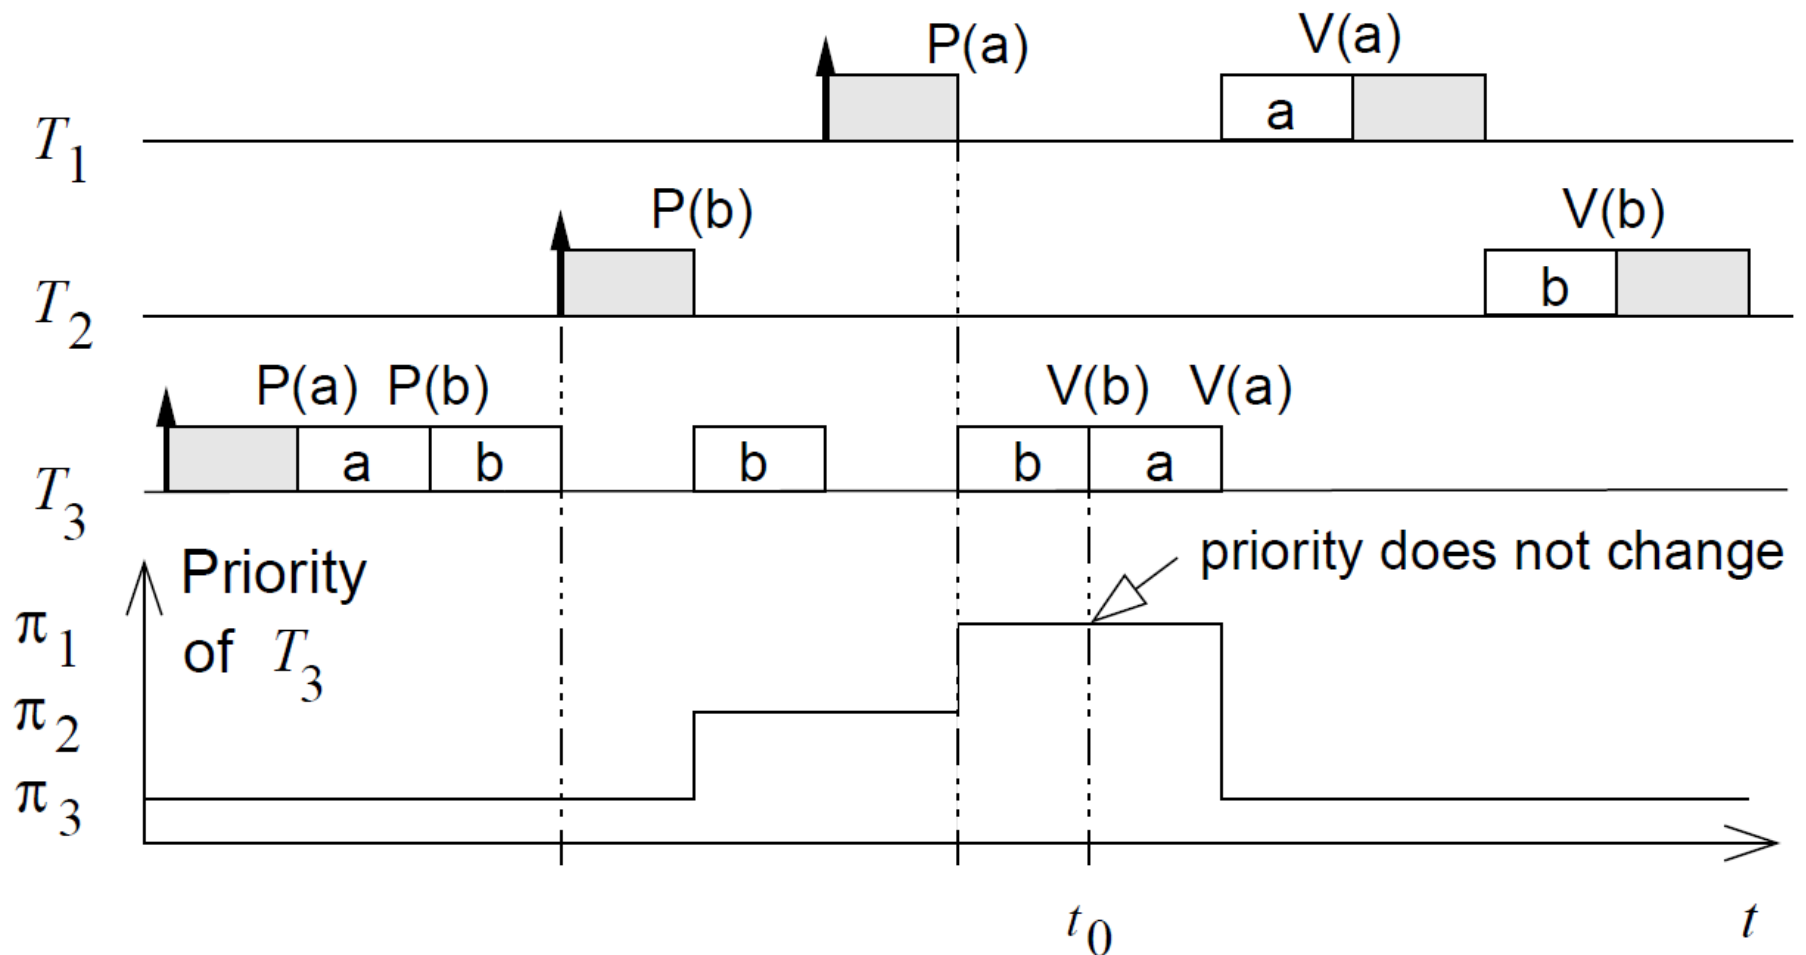 P(a) V(a)
T1 a
P(b) V(b)
T2 b
P(a) P(b) V(b) V(a)
T3 a b b b a
priority does not change
Priority
of T3
π1
π2
π3
t0 t